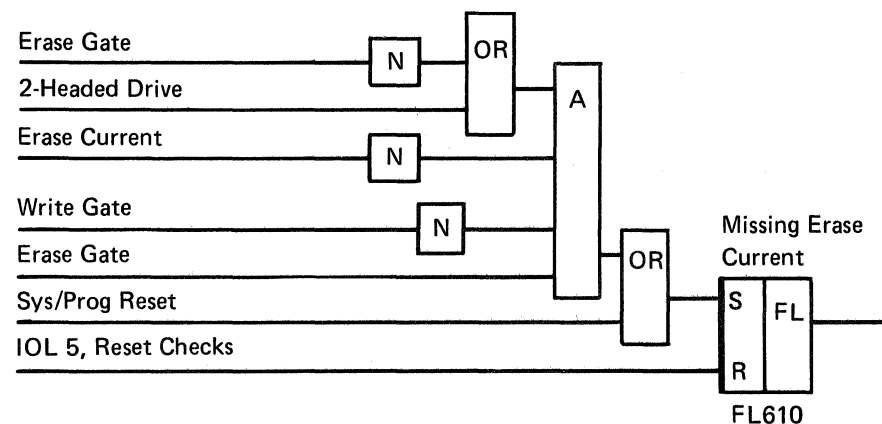 Erase Gate
N
OR
2-Headed Drive
A
Erase Current
N
Write Gate
N
Erase Gate
OR
Missing Erase
Current
Sys/Prog Reset
S
FL
IOL 5, Reset Checks
R
FL610